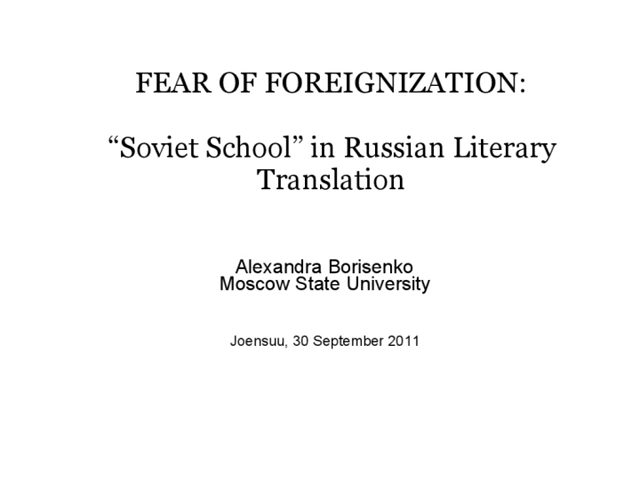 FEAR OF FOREIGNIZATION:
“Soviet School” in Russian Literary
Translation
Alexandra Borisenko
Moscow State University
Joensuu, 30 September 2011